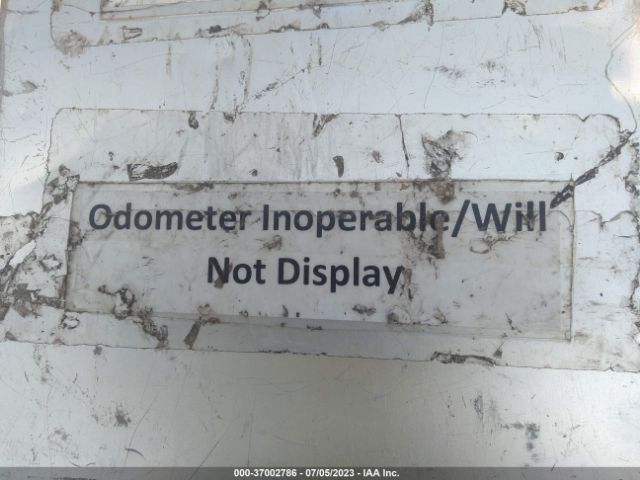 Odometer Inoperable/Will
Not Display
000-37002786 - 07/05/2023 - IAA Inc.